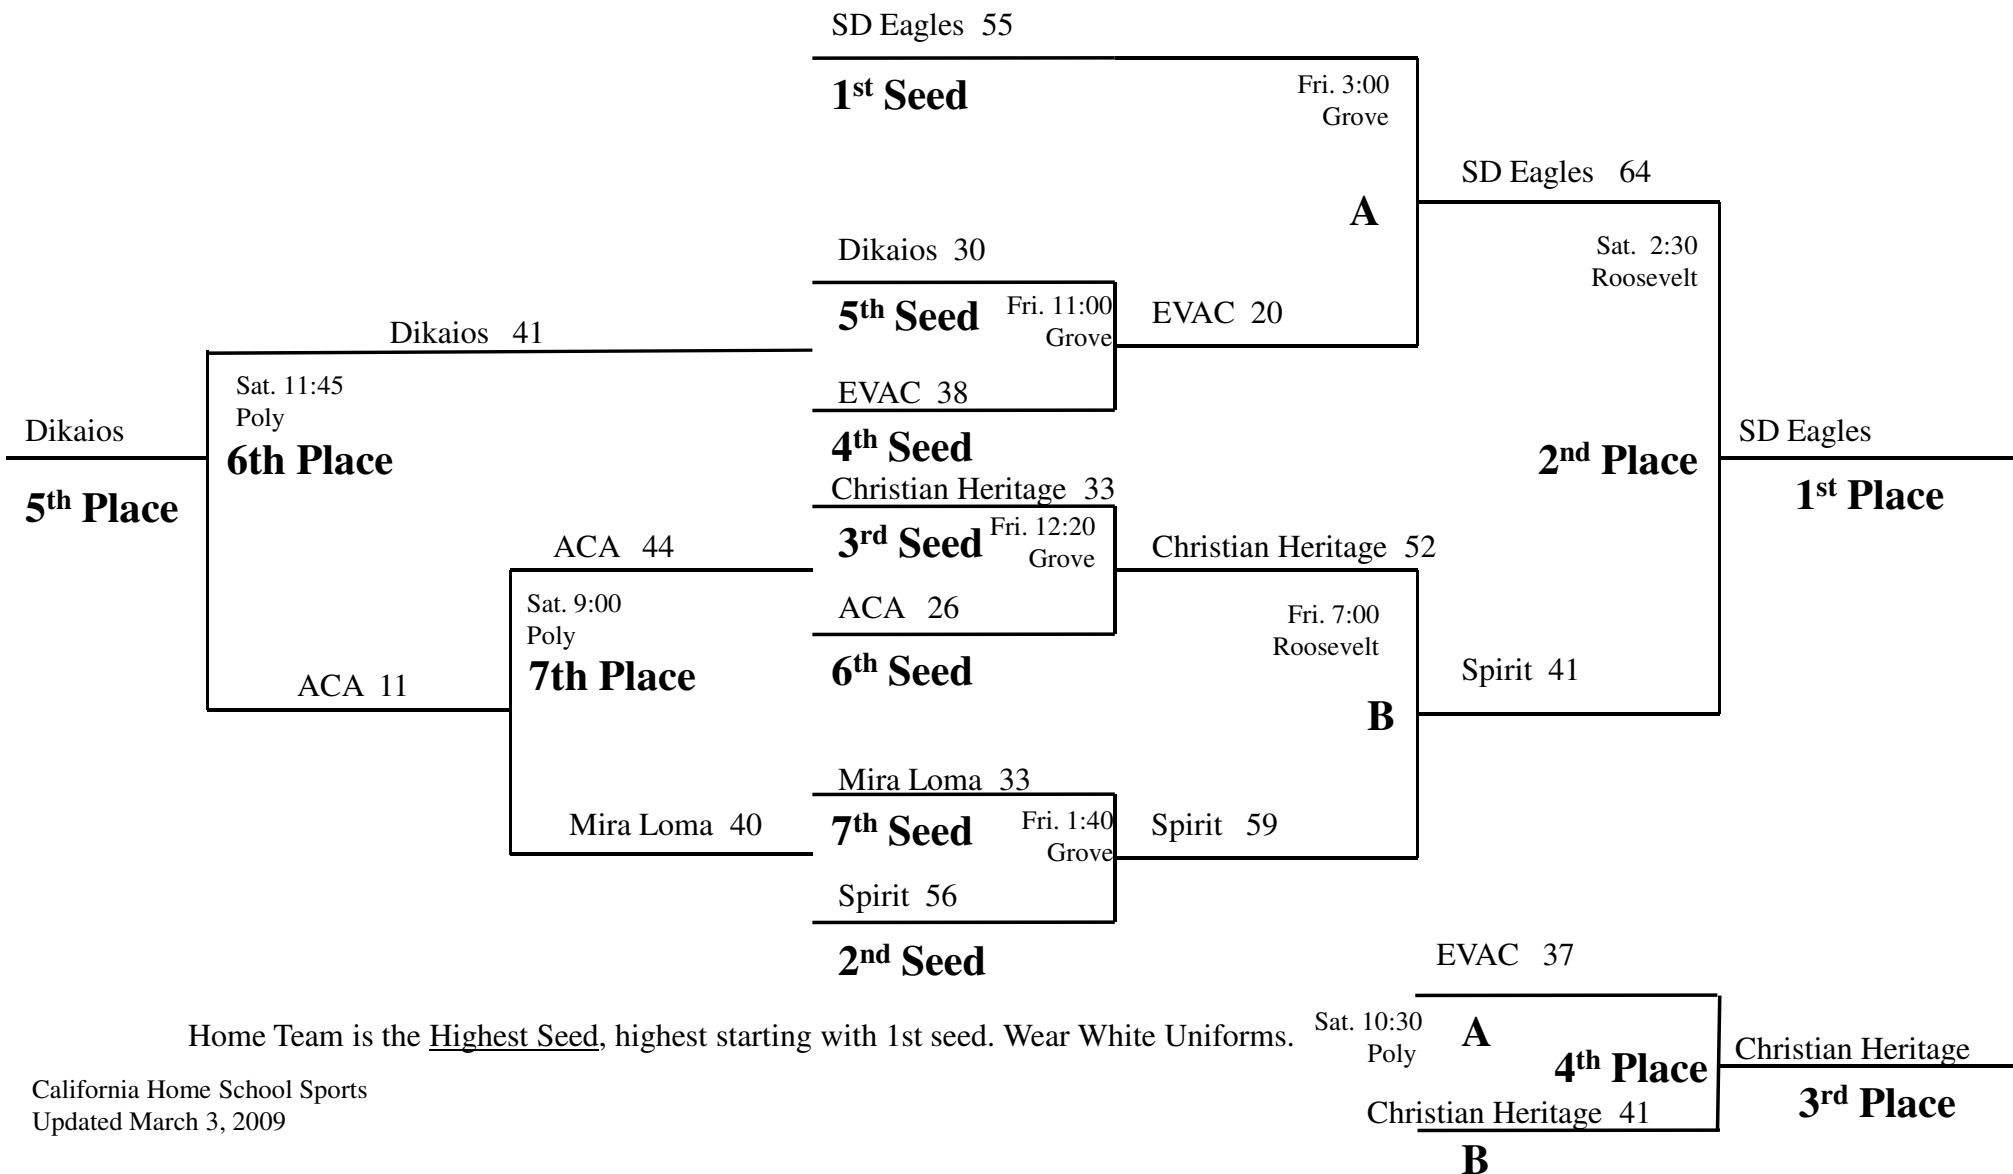 SD Eagles 55
1st Seed
Fri. 3:00
Grove
A
SD Eagles 64
Sat. 2:30
Roosevelt
Dikaios 30
5th Seed
Fri. 11:00
Grove
EVAC 20
EVAC 38
4th Seed
Dikaios 41
Sat. 11:45
Poly
6th Place
Dikaios
5th Place
2nd Place
SD Eagles
1st Place
Christian Heritage 33
3rd Seed
Fri. 12:20
Grove
Christian Heritage 52
ACA 26
6th Seed
ACA 44
Sat. 9:00
Poly
7th Place
ACA 11
Fri. 7:00
Roosevelt
B
Spirit 41
Mira Loma 33
7th Seed
Fri. 1:40
Grove
Mira Loma 40
Spirit 59
Spirit 56
2nd Seed
EVAC 37
Sat. 10:30
Poly
A
4th Place
Christian Heritage 41
B
Christian Heritage
3rd Place
Home Team is the Highest Seed, highest starting with 1st seed. Wear White Uniforms.
California Home School Sports
Updated March 3, 2009